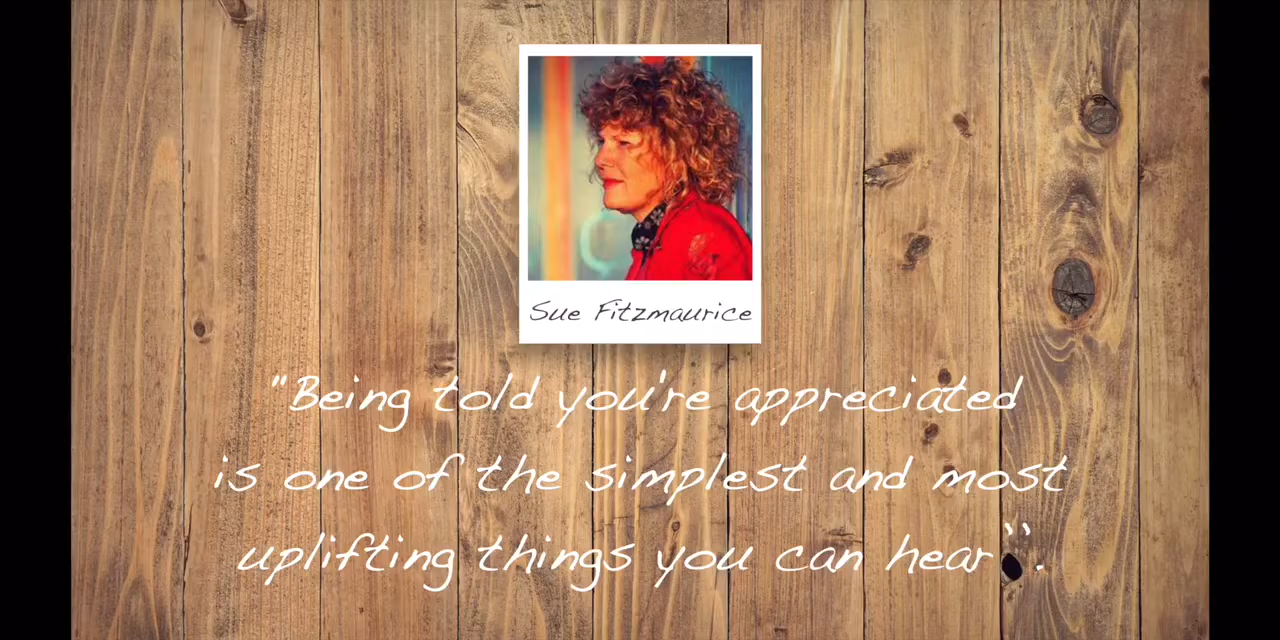 Sue Fitzmaurice
"Being told you're appreciated
is one of the simplest and most
uplifting things you can hear".